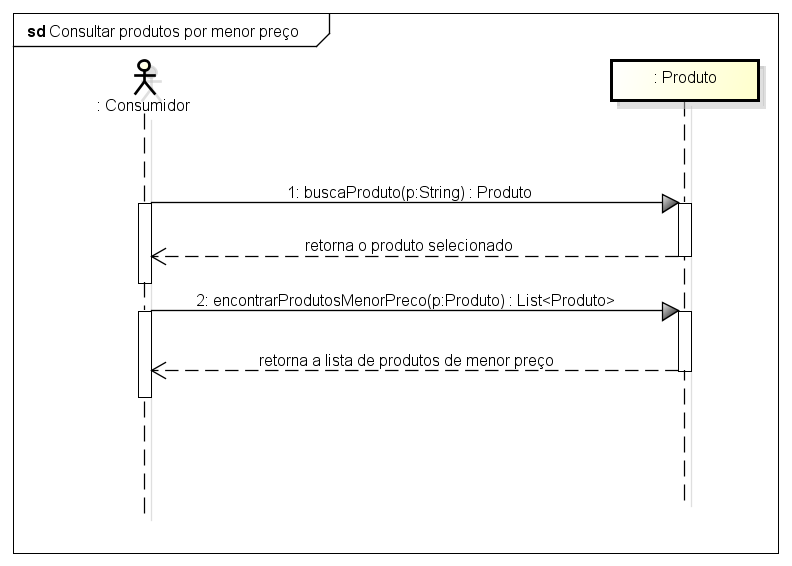 sd Consultar produtos por menor preço
: Consumidor
: Produto
1: buscaProduto(p:String) : Produto
retorna o produto selecionado
2: encontrarProdutosMenorPreco(p:Produto) : List<Produto>
retorna a lista de produtos de menor preço